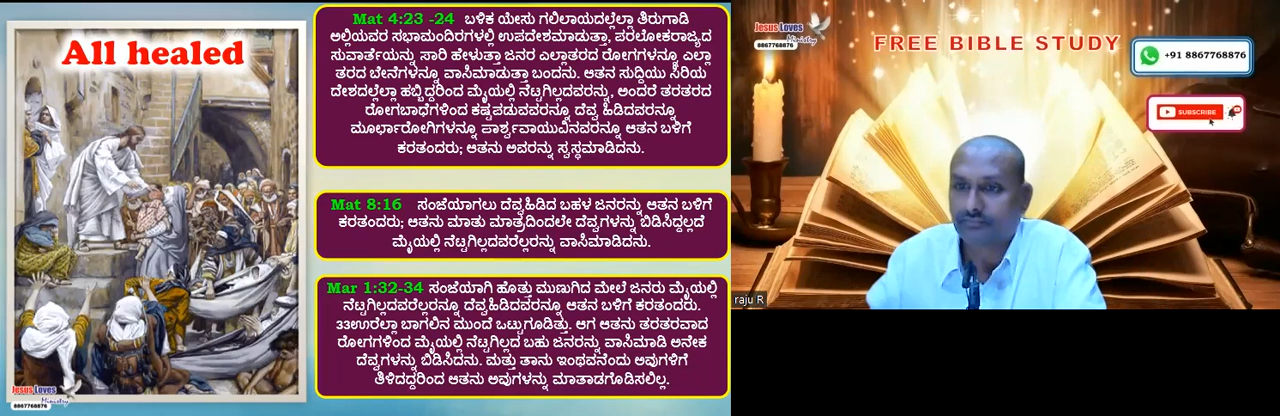 All healed
Mat 4:23 -24 ಬಳಿಕ ಯೇಸು ಗಲಿಲಾಯದಲ್ಲೆಲ್ಲಾ ತಿರುಗಾಡಿ
ಅಲ್ಲಿಯವರ ಸಭಾಮಂದಿರಗಳಲ್ಲಿ ಉಪದೇಶಮಾಡುತ್ತಾ, ಪರಲೋಕರಾಜ್ಯದ
ಸುವಾರ್ತೆಯನ್ನು ಸಾರಿ ಹೇಳುತ್ತಾ ಜನರ ಎಲ್ಲಾತರದ ರೋಗಗಳನ್ನೂ ಎಲ್ಲಾ
ತರದ ಬೇನೆಗಳನ್ನೂ ವಾಸಿಮಾಡುತ್ತಾ ಬಂದನು. ಆತನ ಸುದ್ದಿಯು ಸಿರಿಯ
ದೇಶದಲ್ಲೆಲ್ಲಾ ಹಬ್ಬಿದ್ದರಿಂದ ಮೈಯಲ್ಲಿ ನೆಟ್ಟಗಿಲ್ಲದವರನ್ನು, ಅಂದರೆ ತರತರದ
ರೋಗಬಾಧೆಗಳಿಂದ ಕಷ್ಟಪಡುವವರನ್ನೂ ದೆವ್ವ ಹಿಡಿದವರನ್ನೂ
ಮೂರ್ಛಾರೋಗಿಗಳನ್ನೂ ಪಾರ್ಶ್ವವಾಯುವಿನವರನ್ನೂ ಆತನ ಬಳಿಗೆ
ಕರತಂದರು; ಆತನು ಅವರನ್ನು ಸ್ವಸ್ಥಮಾಡಿದನು.
Mat 8:16 ಸಂಜೆಯಾಗಲು ದೆವ್ವಹಿಡಿದ ಬಹಳ ಜನರನ್ನು ಆತನ ಬಳಿಗೆ
ಕರತಂದರು; ಆತನು ಮಾತು ಮಾತ್ರದಿಂದಲೇ ದೆವ್ವಗಳನ್ನು ಬಿಡಿಸಿದ್ದಲ್ಲದೆ
ಮೈಯಲ್ಲಿ ನೆಟ್ಟಗಿಲ್ಲದವರೆಲ್ಲರನ್ನು ವಾಸಿಮಾಡಿದನು.
Mar 1:32-34 ಸಂಜೆಯಾಗಿ ಹೊತ್ತು ಮುಣುಗಿದ ಮೇಲೆ ಜನರು ಮೈಯಲ್ಲಿ
ನೆಟ್ಟಗಿಲ್ಲದವರೆಲ್ಲರನ್ನೂ ದೆವ್ವಹಿಡಿದವರನ್ನೂ ಆತನ ಬಳಿಗೆ ಕರತಂದರು.
೩೩ಊರೆಲ್ಲಾ ಬಾಗಲಿನ ಮುಂದೆ ಒಟ್ಟುಗೂಡಿತ್ತು. ಆಗ ಆತನು ತರತರವಾದ
ರೋಗಗಳಿಂದ ಮೈಯಲ್ಲಿ ನೆಟ್ಟಗಿಲ್ಲದ ಬಹು ಜನರನ್ನು ವಾಸಿಮಾಡಿ ಅನೇಕ
ದೆವ್ವಗಳನ್ನು ಬಿಡಿಸಿದನು. ಮತ್ತು ತಾನು ಇಂಥವನೆಂದು ಅವುಗಳಿಗೆ
ತಿಳಿದದ್ದರಿಂದ ಆತನು ಅವುಗಳನ್ನು ಮಾತಾಡಗೊಡಿಸಲಿಲ್ಲ.
Jesus Loves
Ministry
8867768876
Jesus Loves
Ministry
8867768876
FREE BIBLE STUDY
+91 8867768876
SUBSCRIBE
raju R